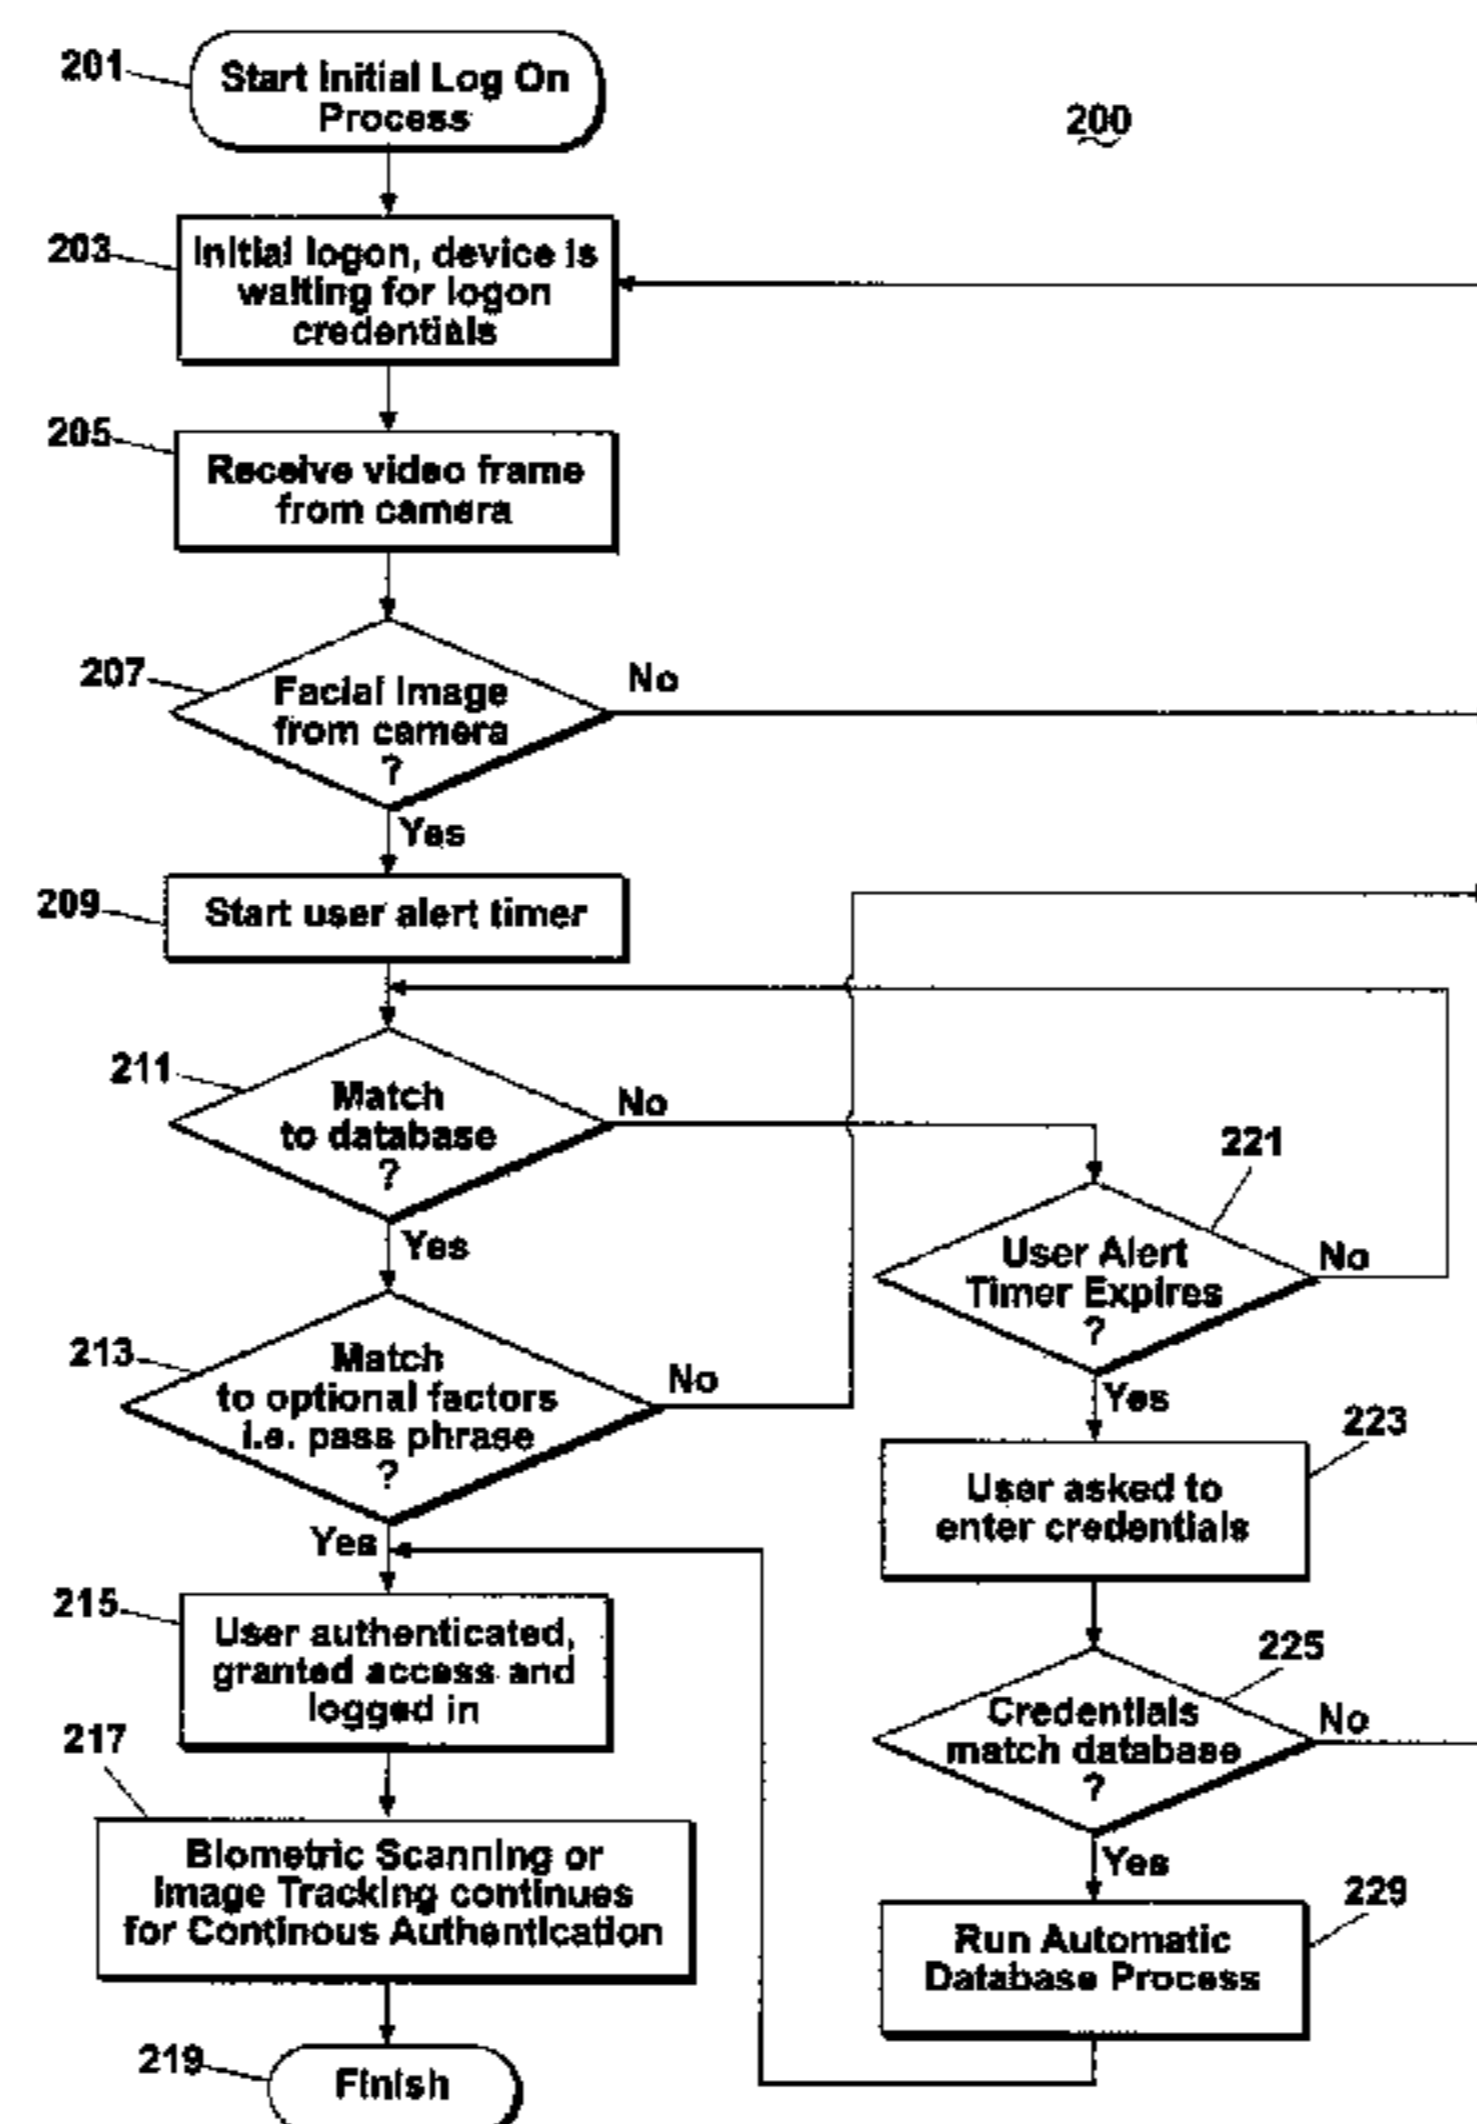 201
Start Initial Log On
Process
200
203
Initial logon, device is
waiting for logon
credentials
205
Receive video frame
from camera
207
Facial Image
from camera
?
No
Yes
209
Start user alert timer
211
Match
to database
?
No
Yes
221
User Alert
Timer Expires
?
No
Yes
213
Match
to optional factors
i.e. pass phrase
?
No
Yes
223
User asked to
enter credentials
215
User authenticated,
granted access and
logged in
225
Credentials
match database
?
No
Yes
217
Biometric Scanning or
Image Tracking continues
for Continous Authentication
229
Run Automatic
Database Process
219
Finish